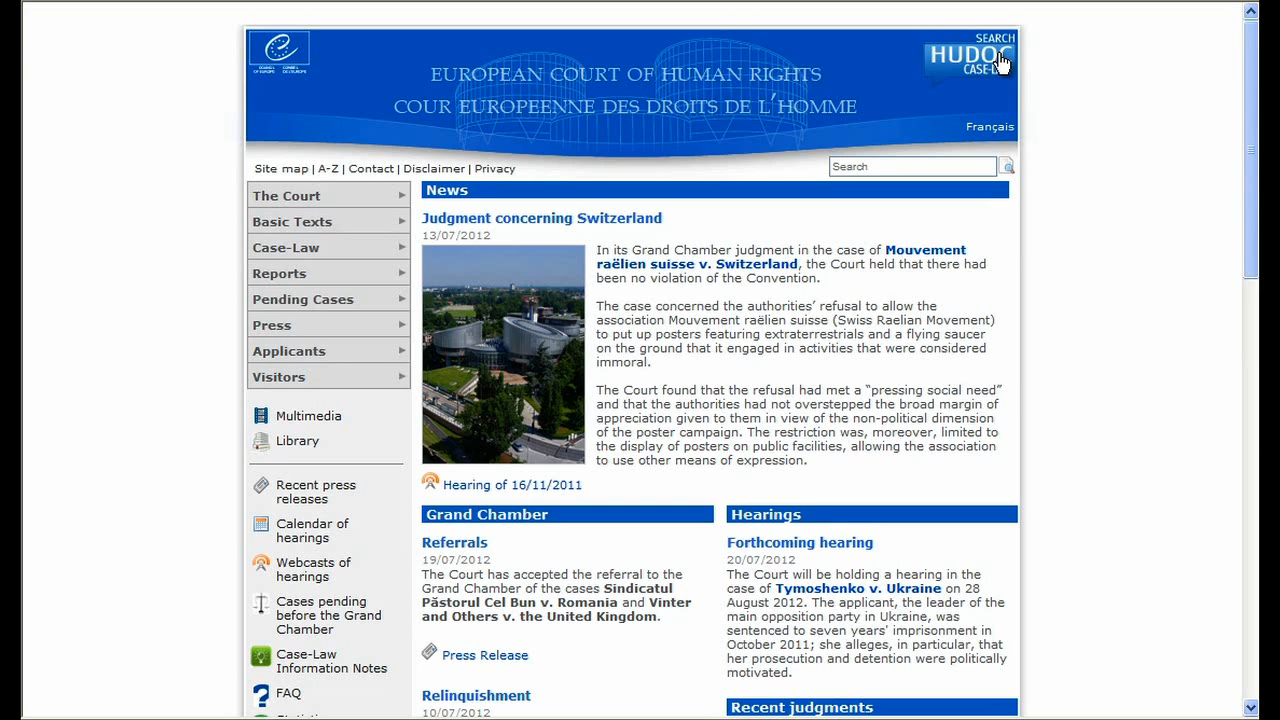 SEARCH
HUDOC
COUNCIL OF EUROPE CONSEIL DE L'EUROPE
EUROPEAN COURT OF HUMAN RIGHTS
COUR EUROPEENNE DES DROITS DE L'HOMME
Français
Site map | A-Z | Contact | Disclaimer | Privacy
Search
The Court
Basic Texts
Case-Law
Reports
Pending Cases
Press
Applicants
Visitors
Multimedia
Library
Recent press
releases
Calendar of
hearings
Webcasts of
hearings
Cases pending
before the Grand
Chamber
Case-Law
Information Notes
FAQ
News
Judgment concerning Switzerland
13/07/2012
In its Grand Chamber judgment in the case of Mouvement
raëlien suisse v. Switzerland, the Court held that there had
been no violation of the Convention.
The case concerned the authorities’ refusal to allow the
association Mouvement raëlien suisse (Swiss Raelian Movement)
to put up posters featuring extraterrestrials and a flying saucer
on the ground that it engaged in activities that were considered
immoral.
The Court found that the refusal had met a “pressing social need”
and that the authorities had not overstepped the broad margin of
appreciation given to them in view of the non-political dimension
of the poster campaign. The restriction was, moreover, limited to
the display of posters on public facilities, allowing the association
to use other means of expression.
Hearing of 16/11/2011
Grand Chamber
Referrals
19/07/2012
The Court has accepted the referral to the
Grand Chamber of the cases Sindicatul
Păstorul Cel Bun v. Romania and Vinter
and Others v. the United Kingdom.
Press Release
Relinquishment
10/07/2012
Hearings
Forthcoming hearing
20/07/2012
The Court will be holding a hearing in the
case of Tymoshenko v. Ukraine on 28
August 2012. The applicant, the leader of the
main opposition party in Ukraine, was
sentenced to seven years' imprisonment in
October 2011; she alleges, in particular, that
her prosecution and detention were politically
motivated.
Recent judgments